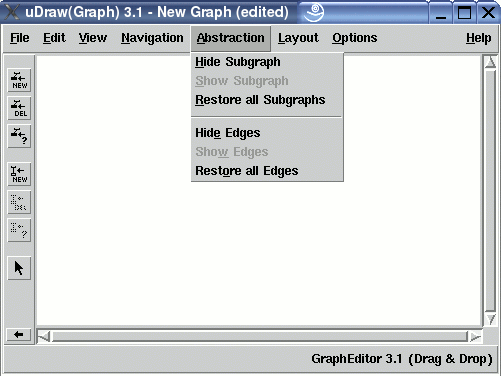 uDraw(Graph) 3.1 - New Graph (edited)
File Edit View Navigation Abstraction Layout Options Help
Hide Subgraph
Show Subgraph
Restore all Subgraphs
Hide Edges
Show Edges
Restore all Edges
NEW
DEL
?
NEW
?
GraphEditor 3.1 (Drag & Drop)